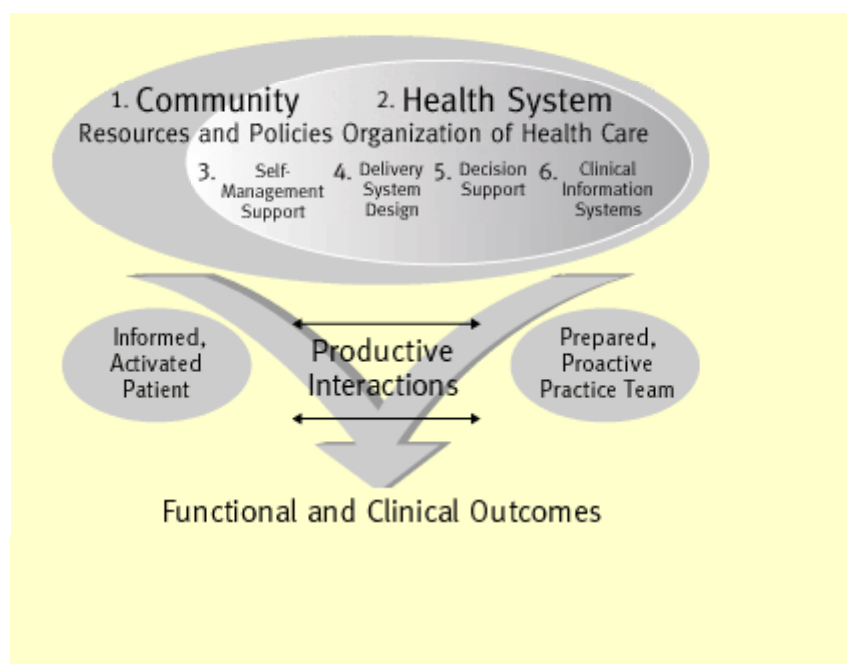 1. Community 2. Health System
Resources and Policies Organization of Health Care
3. Self-
Management
Support
4. Delivery
System
Design
5. Decision
Support
6. Clinical
Information
Systems
Informed,
Activated
Patient
Productive
Interactions
Prepared,
Proactive
Practice Team
Functional and Clinical Outcomes